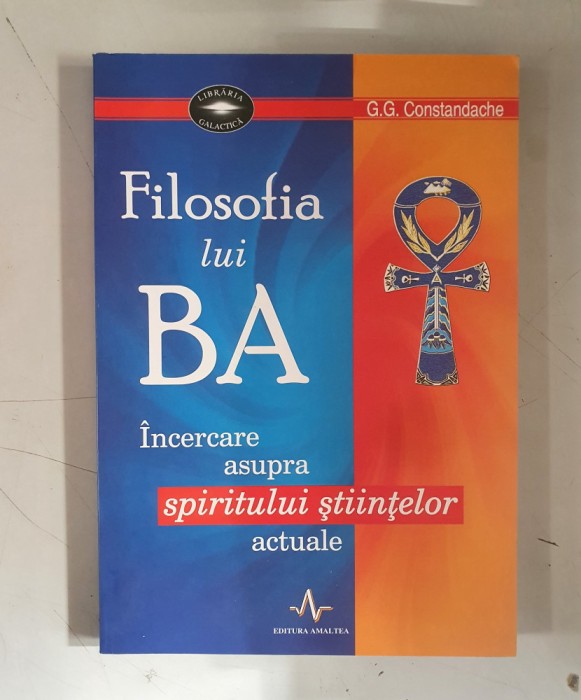 LIBRĂRIA
GALACTICĂ
G.G. Constandache
Filosofia
lui
BA
Încercare
asupra
spiritului ştiinţelor
actuale
EDITURA AMALTEA